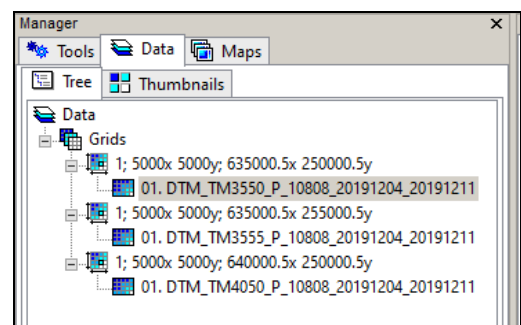 Manager
Tools Data Maps
Tree Thumbnails
Data
Grids
1; 5000x 5000y; 635000.5x 250000.5y
01. DTM_TM3550_P_10808_20191204_20191211
1; 5000x 5000y; 635000.5x 255000.5y
01. DTM_TM3555_P_10808_20191204_20191211
1; 5000x 5000y; 640000.5x 250000.5y
01. DTM_TM4050_P_10808_20191204_20191211